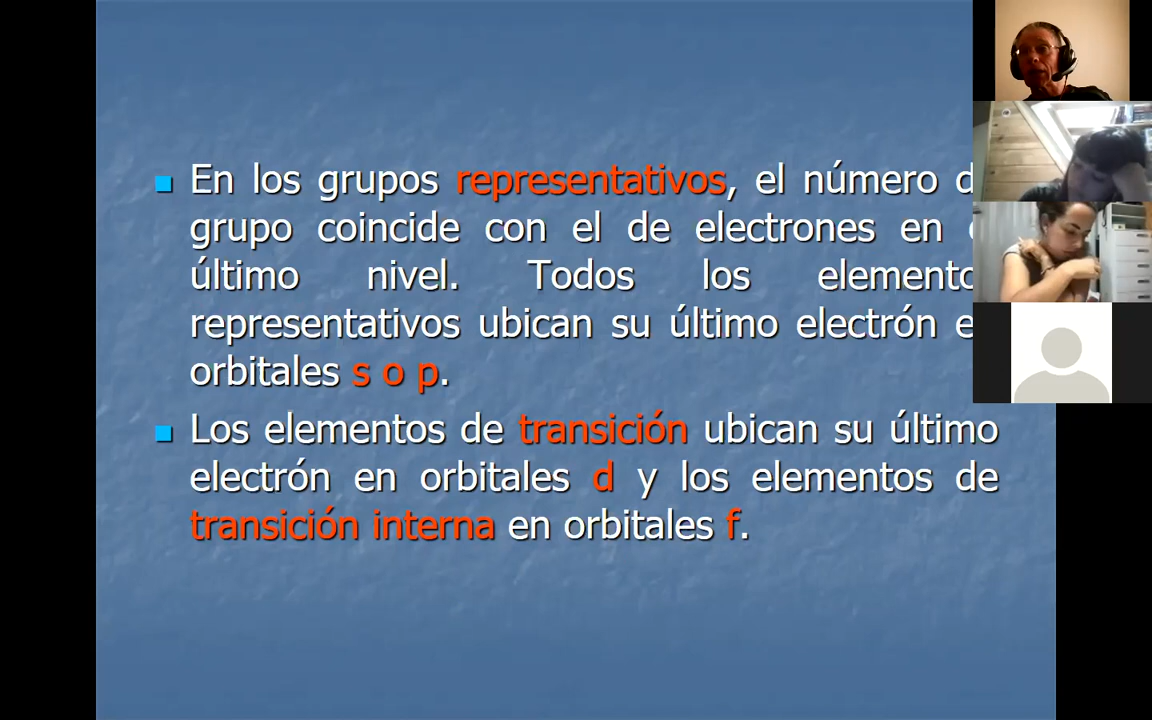 En los grupos representativos, el número d
grupo coincide con el de electrones en
último nivel. Todos los elemento
representativos ubican su último electrón e
orbitales s o p.
Los elementos de transición ubican su último
electrón en orbitales d y los elementos de
transición interna en orbitales f.